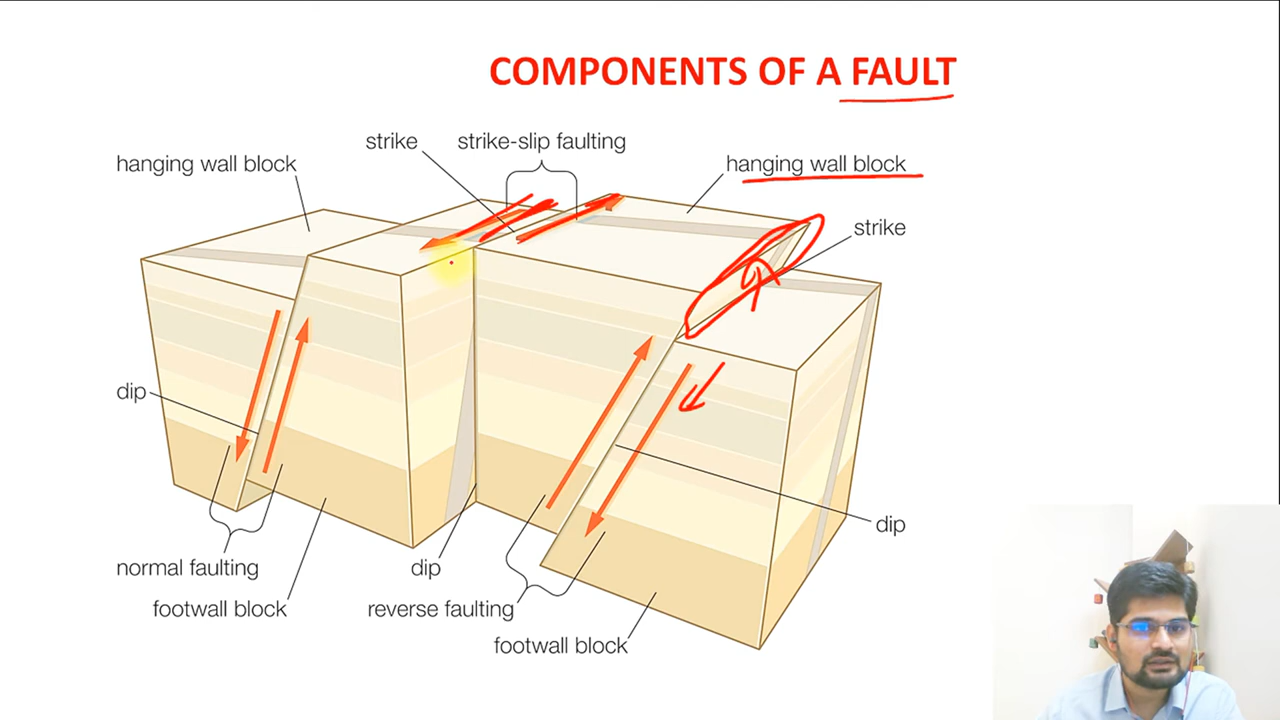 COMPONENTS OF A FAULT
strike
strike-slip faulting
hanging wall block
hanging wall block
strike
dip
dip
normal faulting
dip
footwall block
reverse faulting
footwall block